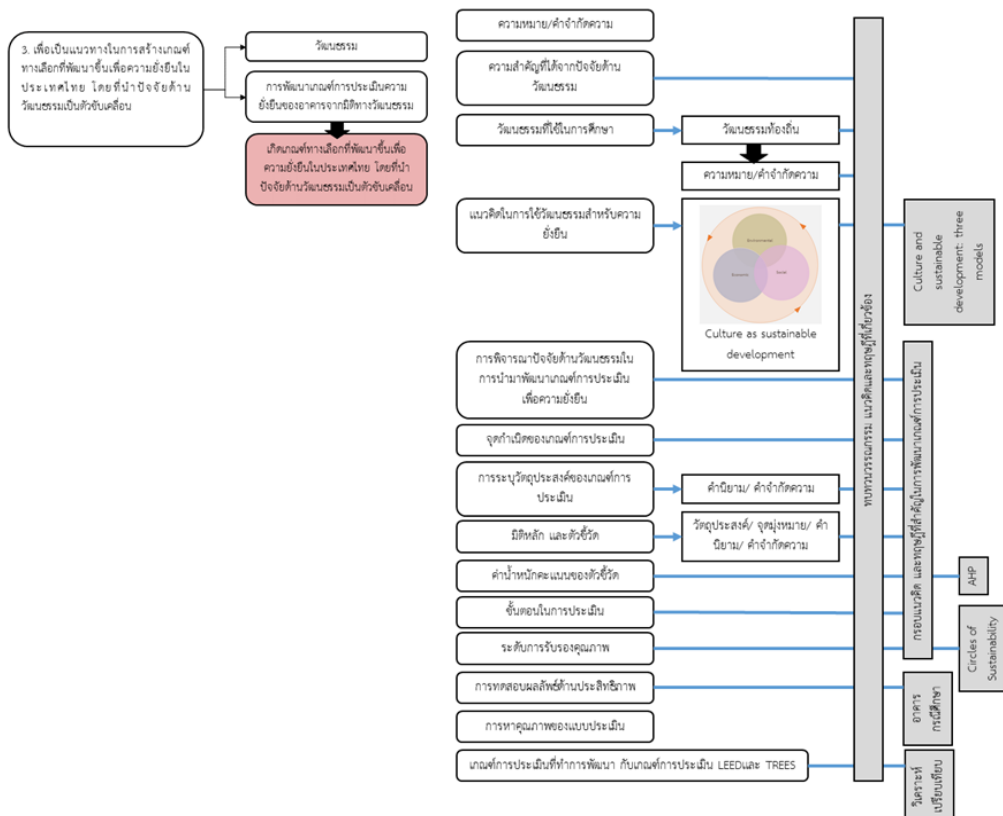 3. เพื่อเป็นแนวทางในการสร้างเกณฑ์
ทางเลือกที่พัฒนาขึ้นเพื่อความยั่งยืนใน
ประเทศไทย โดยที่นำปัจจัยด้าน
วัฒนธรรมเป็นตัวขับเคลื่อน
วัฒนธรรม
การพัฒนาเกณฑ์การประเมินความ
ยั่งยืนของอาคารจากมิติทางวัฒนธรรม
เกิดเกณฑ์ทางเลือกที่พัฒนาขึ้นเพื่อ
ความยั่งยืนในประเทศไทย โดยที่นำ
ปัจจัยด้านวัฒนธรรมเป็นตัวขับเคลื่อน
ความหมาย/คำจำกัดความ
ความสำคัญที่ได้จากปัจจัยด้าน
วัฒนธรรม
วัฒนธรรมที่ใช้ในการศึกษา
วัฒนธรรมท้องถิ่น
ความหมาย/คำจำกัดความ
แนวคิดในการใช้วัฒนธรรมสำหรับความ
ยั่งยืน
Environmental
Economic
Social
Culture as sustainable
development
การพิจารณาปัจจัยด้านวัฒนธรรมใน
การนำมาพัฒนาเกณฑ์การประเมิน
เพื่อความยั่งยืน
จุดกำเนิดของเกณฑ์การประเมิน
การระบุวัตถุประสงค์ของเกณฑ์การ
ประเมิน
คำนิยาม/ คำจำกัดความ
มิติหลัก และตัวชี้วัด
วัตถุประสงค์/ จุดมุ่งหมาย/ คำ
นิยาม/ คำจำกัดความ
ค่าน้ำหนักคะแนนของตัวชี้วัด
ขั้นตอนในการประเมิน
ระดับการรับรองคุณภาพ
การทดสอบผลลัพธ์ด้านประสิทธิภาพ
การหาคุณภาพของแบบประเมิน
เกณฑ์การประเมินที่ทำการพัฒนา กับเกณฑ์การประเมิน LEEDและ TREES
ทบทวนวรรณกรรม แนวคิดและทฤษฎีที่เกี่ยวข้อง
Culture and
sustainable
development: three
models
กรอบแนวคิด และทฤษฎีที่สำคัญในการพัฒนาเกณฑ์การประเมิน
AHP
Circles of
Sustainability
อาคาร
กรณีศึกษา
วิเคราะห์
เปรียบเทียบ